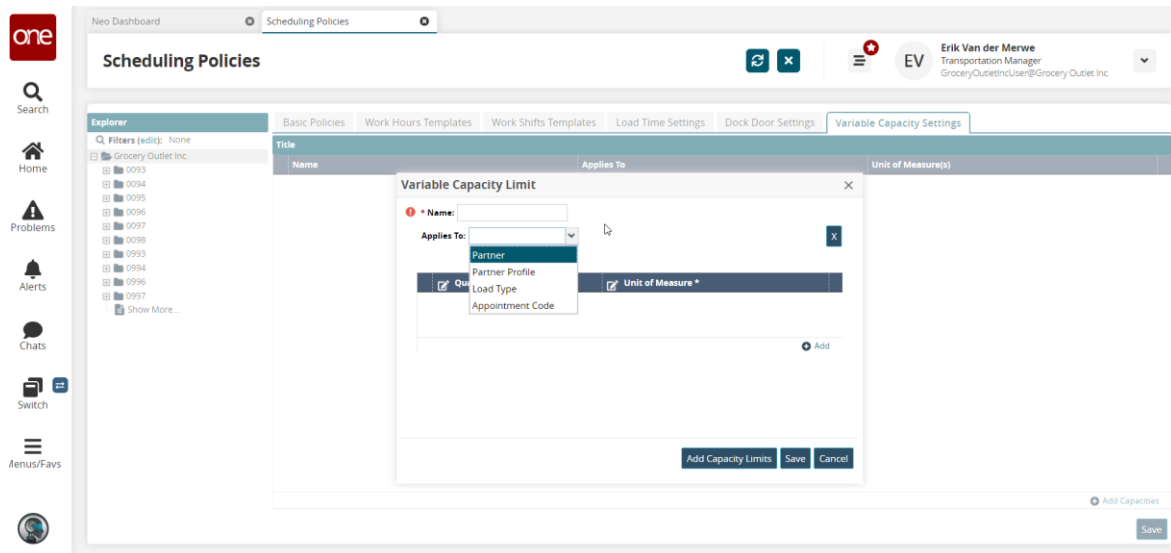 one
Neo Dashboard
Scheduling Policies
Scheduling Policies
EV
Erik Van der Merwe
Transportation Manager
GroceryOutletIncUser@Grocery Outlet Inc.
Search
Home
Problems
Alerts
Chats
Switch
Menus/Favs
Explorer
Filters (edit): None
Grocery Outlet Inc.
0093
0094
0095
0096
0097
0098
0993
0994
0996
0997
Show More...
Basic Policies
Work Hours Templates
Work Shifts Templates
Load Time Settings
Dock Door Settings
Variable Capacity Settings
Title
Name
Applies To
Unit of Measure(s)
Variable Capacity Limit
* Name:
Applies To:
X
Partner
Partner Profile
Load Type
Appointment Code
Qu
Unit of Measure *
Add
Add Capacity Limits
Save
Cancel
Add Capacities
Save